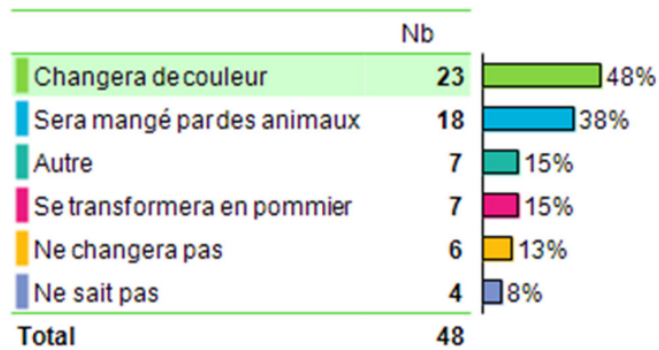 Nb
Changera de couleur 23 48%
Sera mangé par des animaux 18 38%
Autre 7 15%
Se transformera en pommier 7 15%
Ne changera pas 6 13%
Ne sait pas 4 8%
Total 48